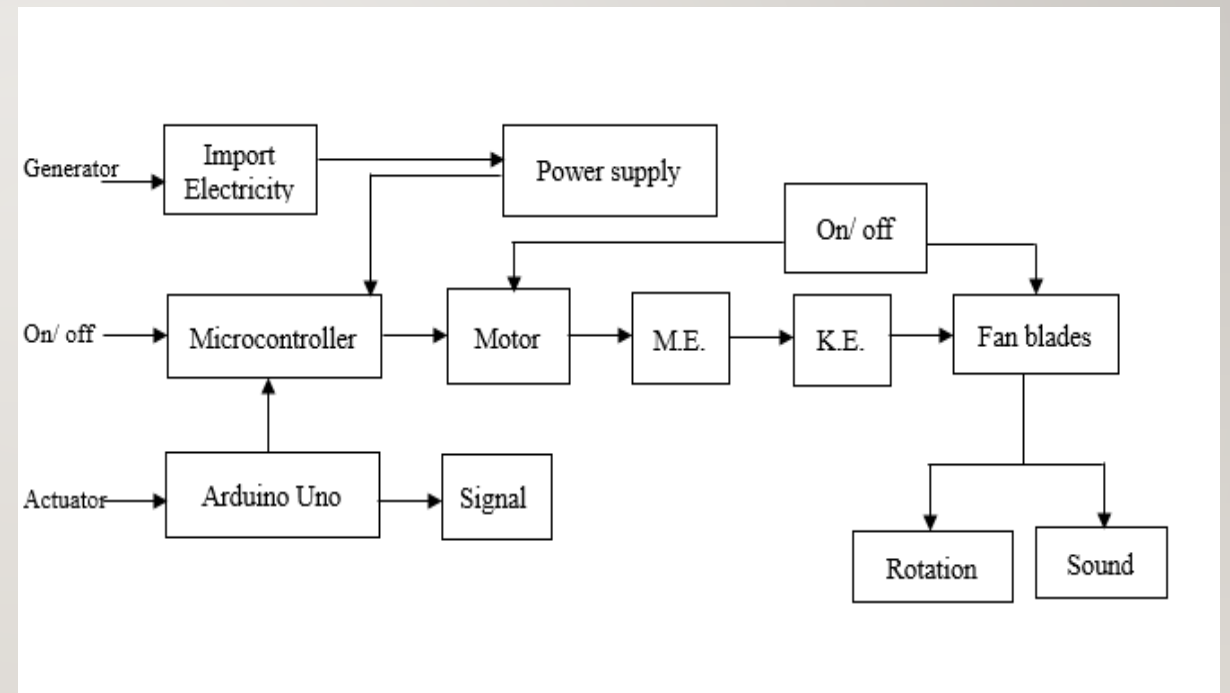 Generator
Import
Electricity
Power supply
On/ off
On/ off
Microcontroller
Motor
M.E.
K.E.
Fan blades
Actuator
Arduino Uno
Signal
Rotation
Sound